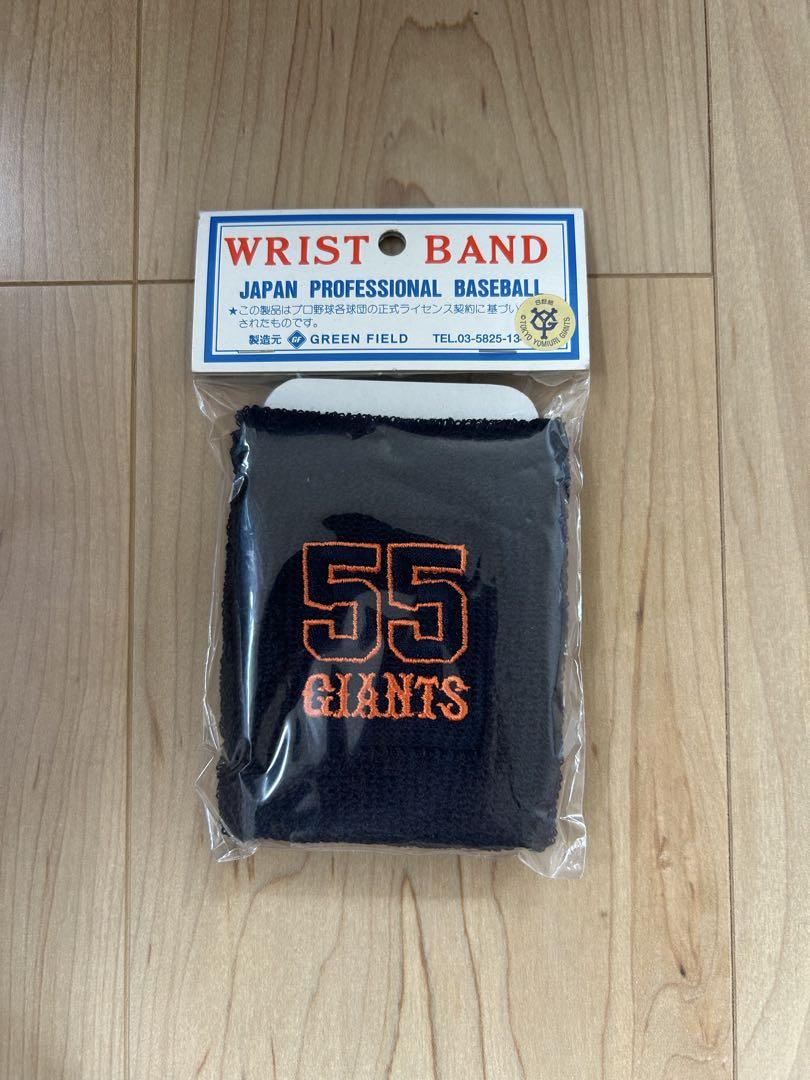 WRIST BAND
JAPAN PROFESSIONAL BASEBALL
★この製品はプロ野球各球団の正式ライセンス契約に基づい
されたものです。
製造元 GF GREEN FIELD TEL.03-5825-13
YG
©TOKYO YOMIURI GIANTS
55
GIANTS